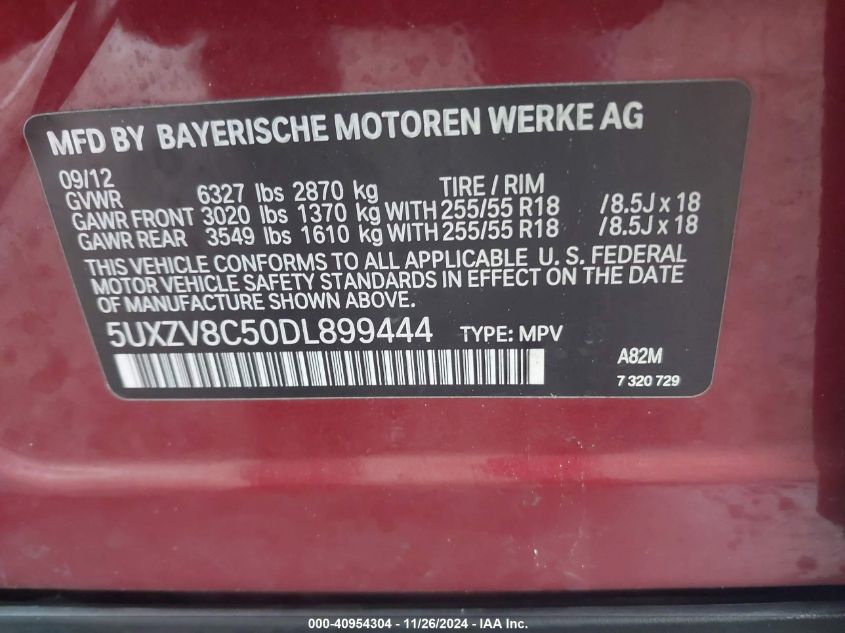 MFD BY BAYERISCHE MOTOREN WERKE AG
09/12
GVWR 6327 lbs 2870 kg TIRE / RIM
GAWR FRONT 3020 lbs 1370 kg WITH 255/55 R18 /8.5J x 18
GAWR REAR 3549 lbs 1610 kg WITH 255/55 R18 /8.5J x 18
THIS VEHICLE CONFORMS TO ALL APPLICABLE U. S. FEDERAL
MOTOR VEHICLE SAFETY STANDARDS IN EFFECT ON THE DATE
OF MANUFACTURE SHOWN ABOVE.
5UXZV8C50DL899444 TYPE: MPV
A82M
7 320 729
000-40954304 - 11/26/2024 - IAA Inc.